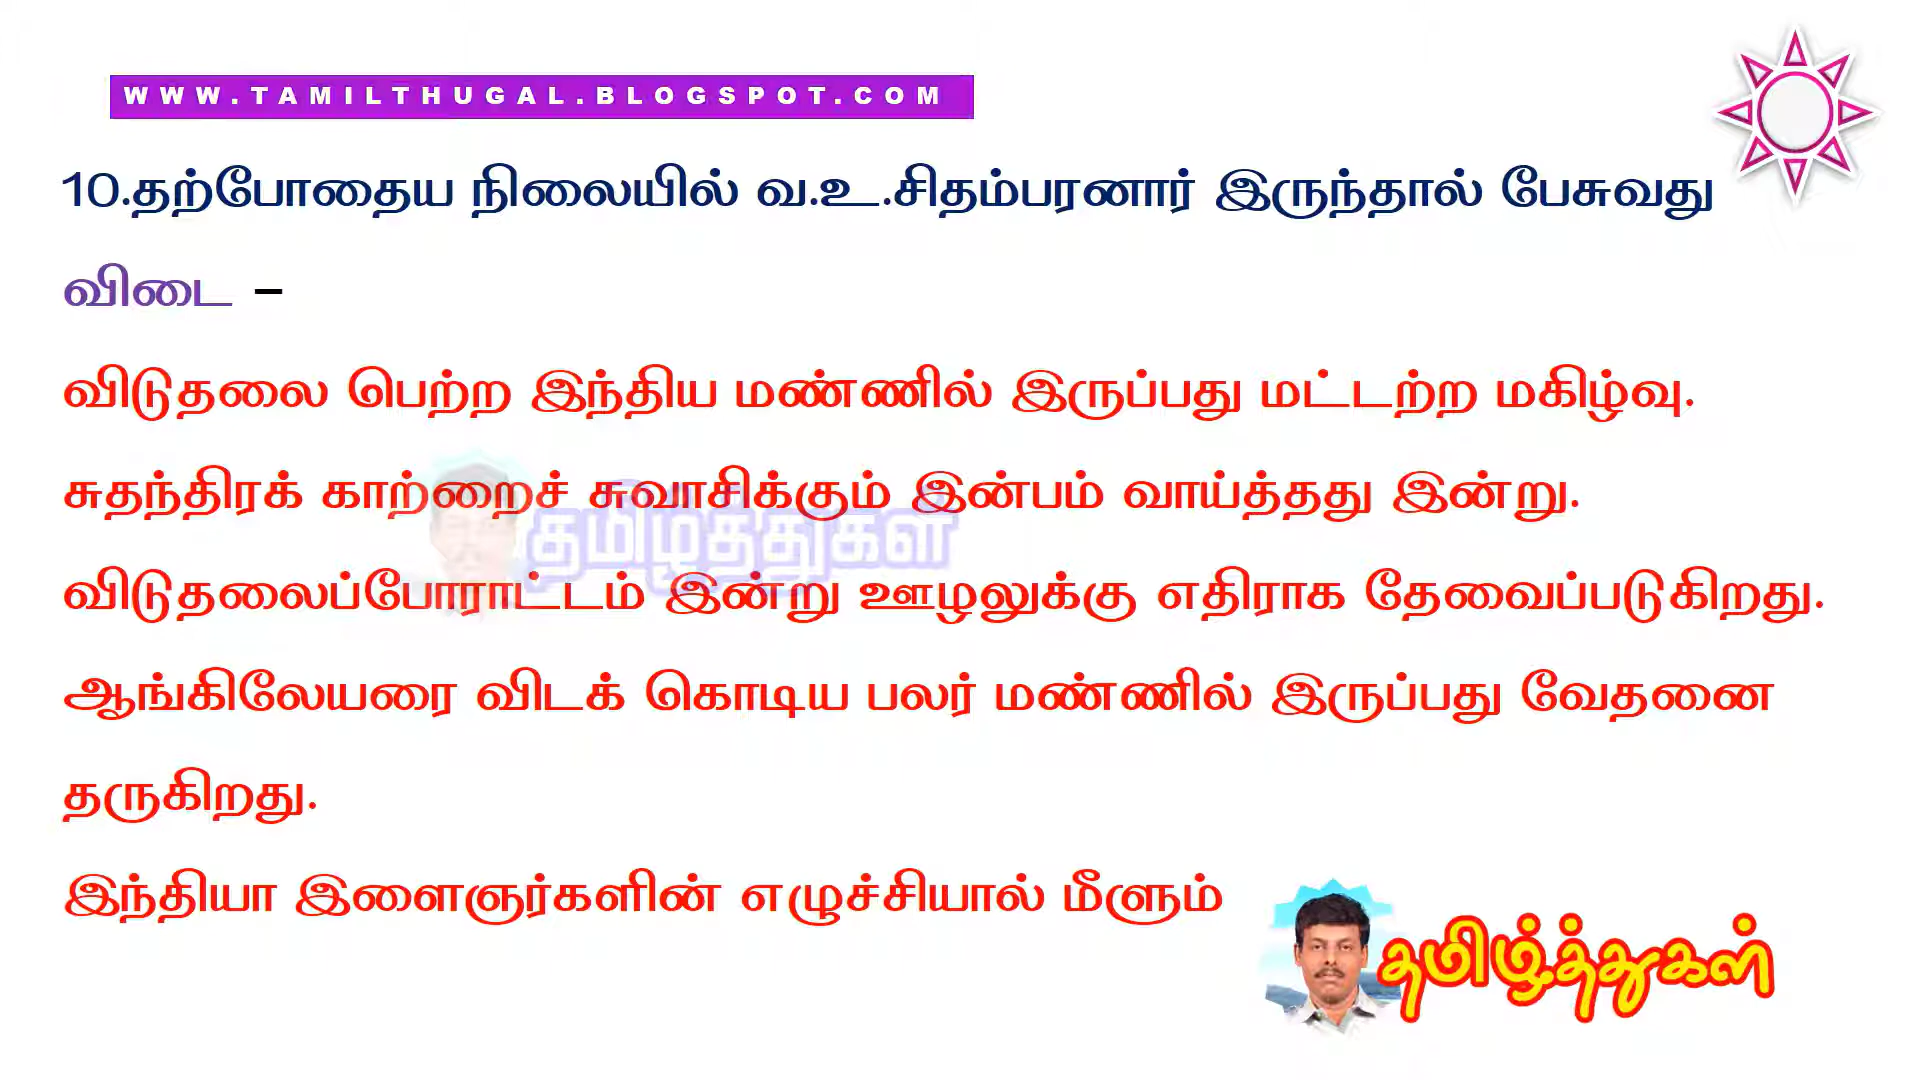 WWW.TAMILTHUGAL.BLOGSPOT.COM
10.தற்போதைய நிலையில் வ.உ.சிதம்பரனார் இருந்தால் பேசுவது
விடை –
விடுதலை பெற்ற இந்திய மண்ணில் இருப்பது மட்டற்ற மகிழ்வு.
சுதந்திரக் காற்றைச் சுவாசிக்கும் இன்பம் வாய்த்தது இன்று.
தமிழ்த்துகள்
விடுதலைப்போராட்டம் இன்று ஊழலுக்கு எதிராக தேவைப்படுகிறது.
ஆங்கிலேயரை விடக் கொடிய பலர் மண்ணில் இருப்பது வேதனை
தருகிறது.
இந்தியா இளைஞர்களின் எழுச்சியால் மீளும்
தமிழ்த்துகள்